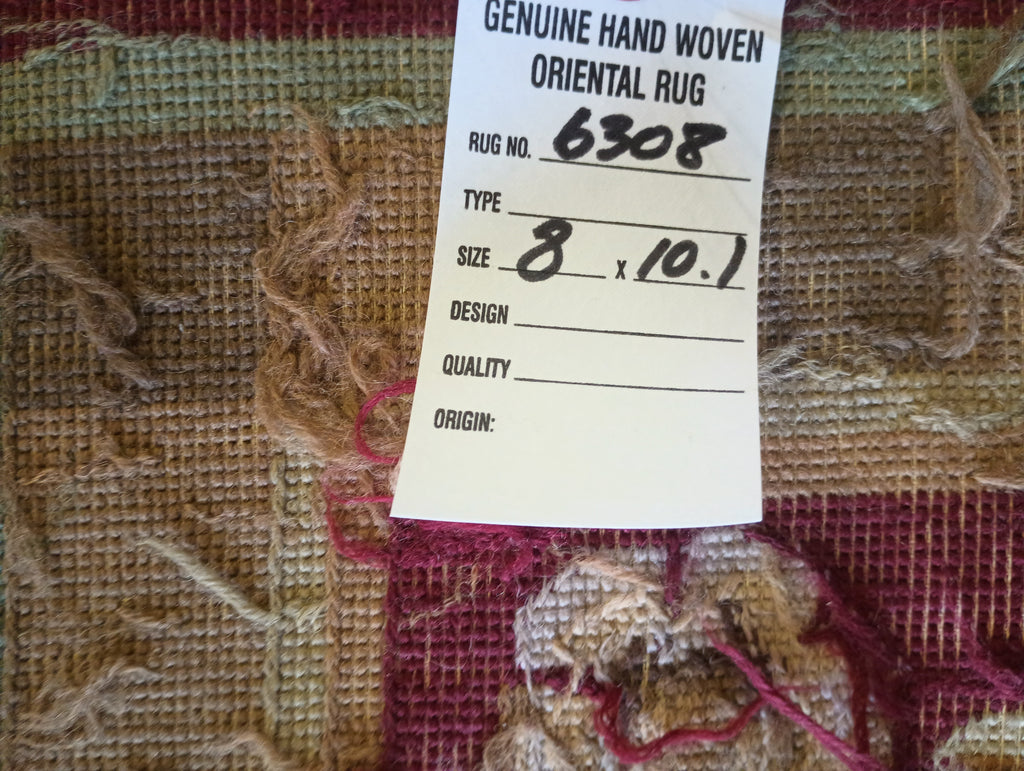 GENUINE HAND WOVEN
ORIENTAL RUG
RUG NO. 6308
TYPE
SIZE 8 X 10.1
DESIGN
QUALITY
ORIGIN: